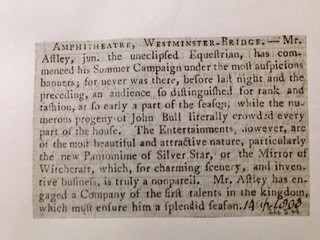 AMPHITHEATRE, WESTMINSTER-BRIDGE.—Mr.
Astley, jun. the uneclipsed Equestrian, has com-
menced his Summer Campaign under the most auspicious
banners; for never was there, before last night and the
preceding, an audience so distinguished for rank and
fashion, at so early a part of the season, while the nu-
merous progeny of John Bull literally crowded every
part of the house. The Entertainments, however, are
of the most beautiful and attractive nature, particularly
the new Pantomime of Silver Star, or the Mirror of
Witchcraft, which, for charming scenery, and inven-
tive business, is truly a nonpareil. Mr. Astley has en-
gaged a Company of the first talents in the kingdom,
which must ensure him a splendid season. 14